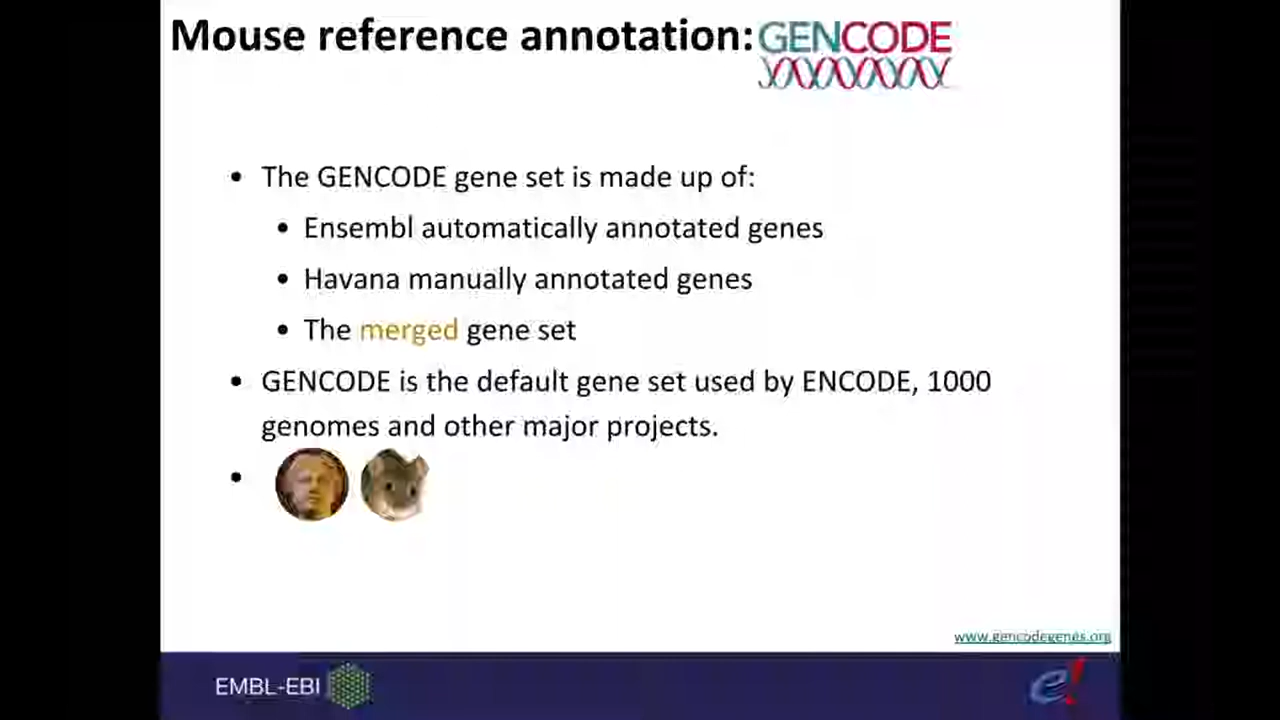 Mouse reference annotation: GENCODE
• The GENCODE gene set is made up of:
• Ensembl automatically annotated genes
• Havana manually annotated genes
• The merged gene set
• GENCODE is the default gene set used by ENCODE, 1000
genomes and other major projects.
•
www.gencodegenes.org
EMBL-EBI
e!